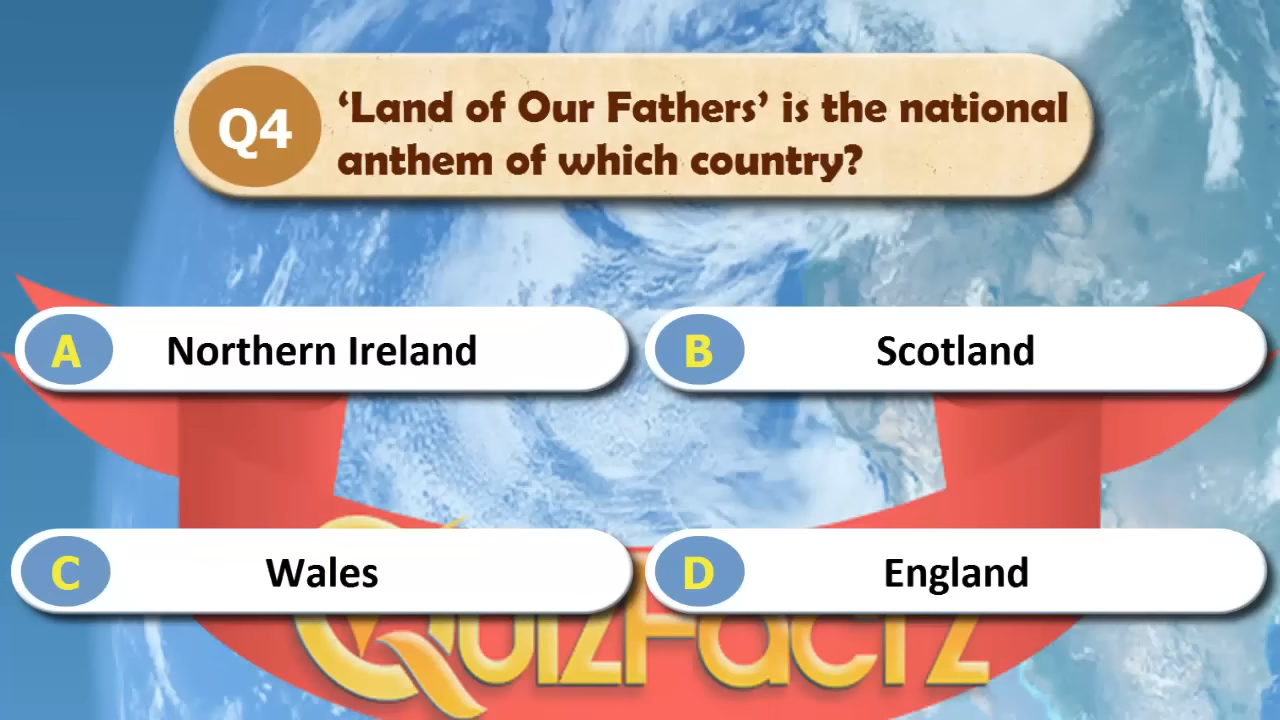 Q4
‘Land of Our Fathers’ is the national
anthem of which country?
A Northern Ireland
B Scotland
C Wales
D England
QuizFactz